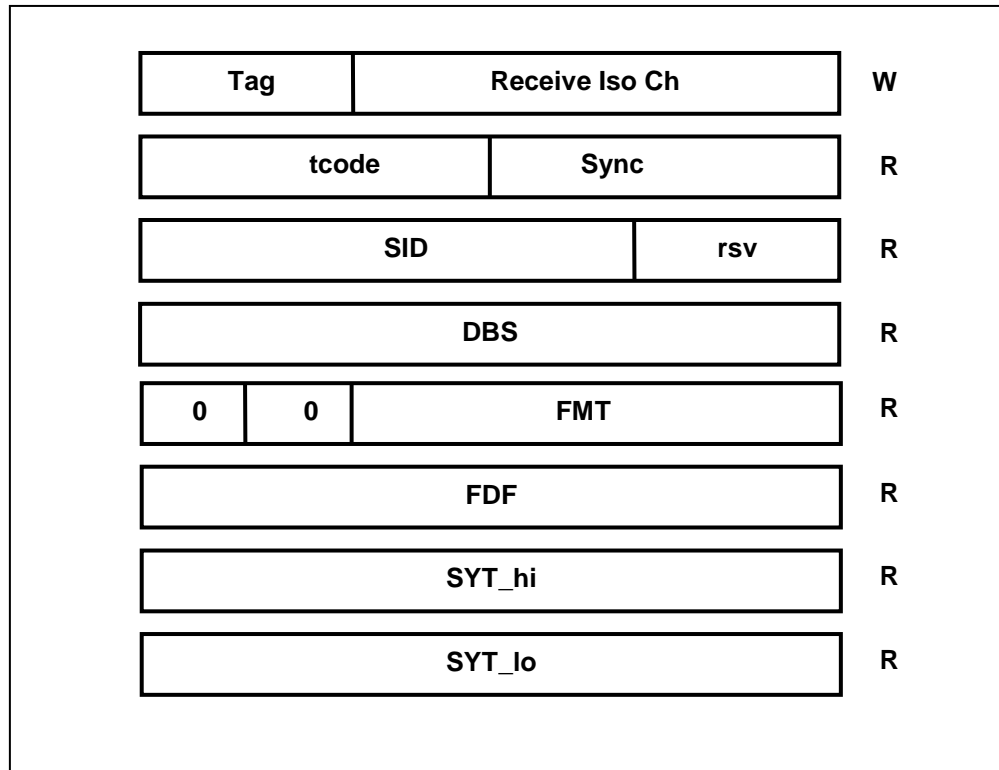 Tag Receive Iso Ch W
tcode Sync R
SID rsv R
DBS R
0 0 FMT R
FDF R
SYT_hi R
SYT_lo R